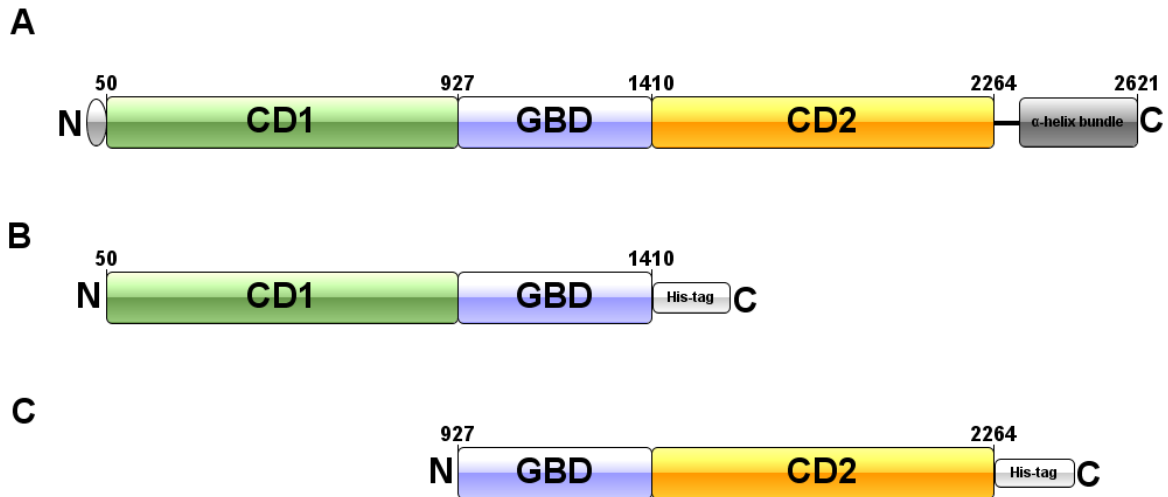 A
50 927 1410 2264 2621
N CD1 GBD CD2 α-helix bundle C
B
50 1410
N CD1 GBD His-tag C
C
927 2264
N GBD CD2 His-tag C